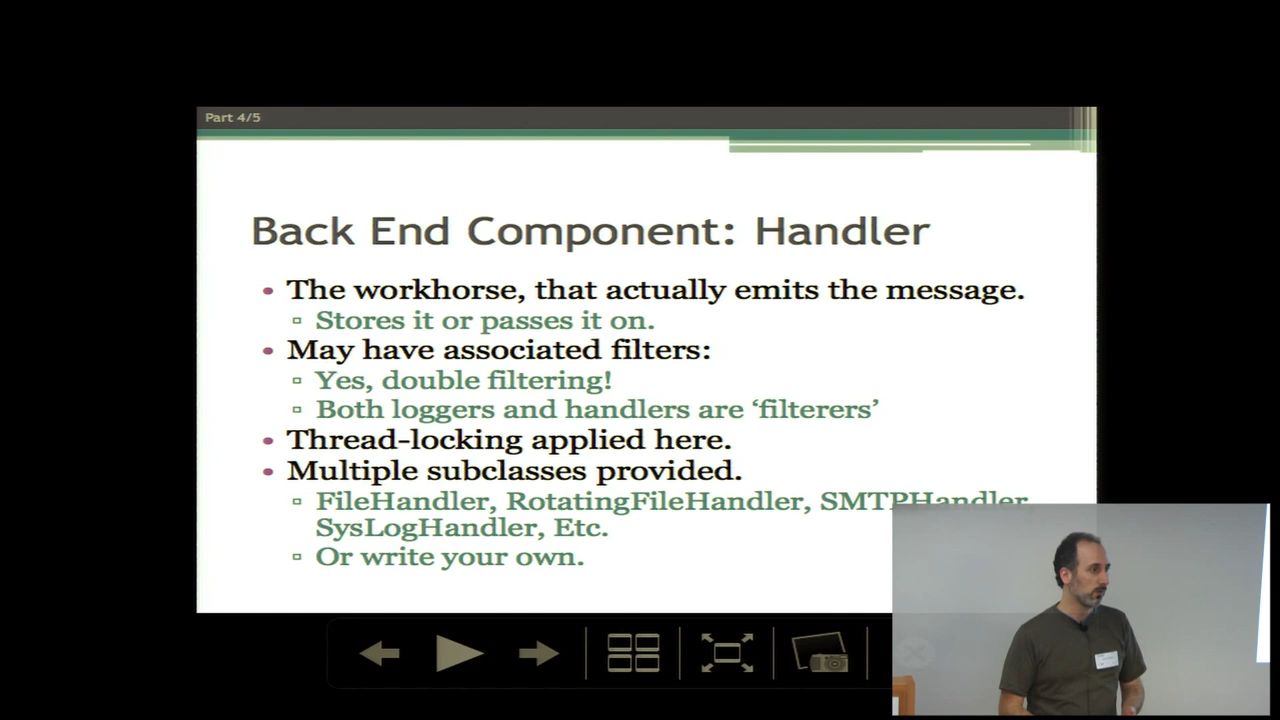 Part 4/5
Back End Component: Handler
• The workhorse, that actually emits the message.
▫ Stores it or passes it on.
• May have associated filters:
▫ Yes, double filtering!
▫ Both loggers and handlers are ‘filterers’
• Thread-locking applied here.
• Multiple subclasses provided.
▫ FileHandler, RotatingFileHandler, SMTPHandler,
SysLogHandler, Etc.
▫ Or write your own.